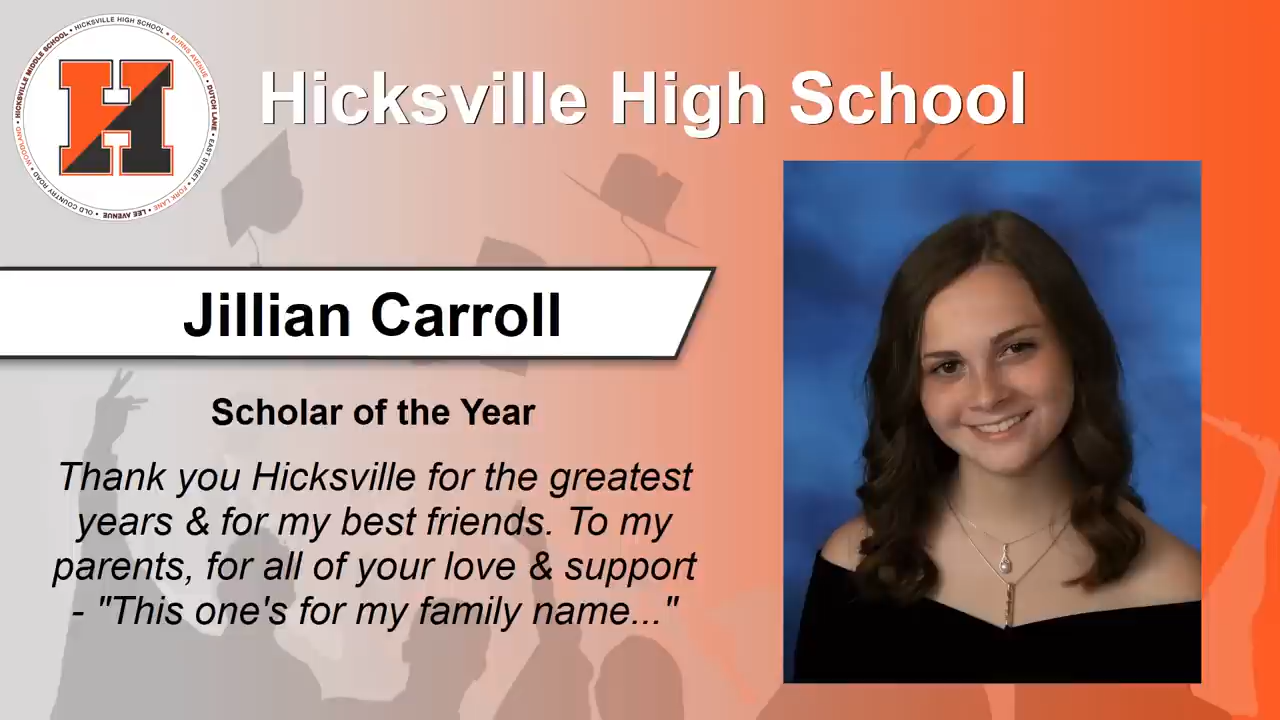 HICKSVILLE MIDDLE SCHOOL • HICKSVILLE HIGH SCHOOL • BURNS AVENUE • DUTCH LANE • EAST STREET • FORK LANE • LEE AVENUE • OLD COUNTRY ROAD • WOODLAND •
H
Hicksville High School
Jillian Carroll
Scholar of the Year
Thank you Hicksville for the greatest
years & for my best friends. To my
parents, for all of your love & support
- "This one's for my family name..."